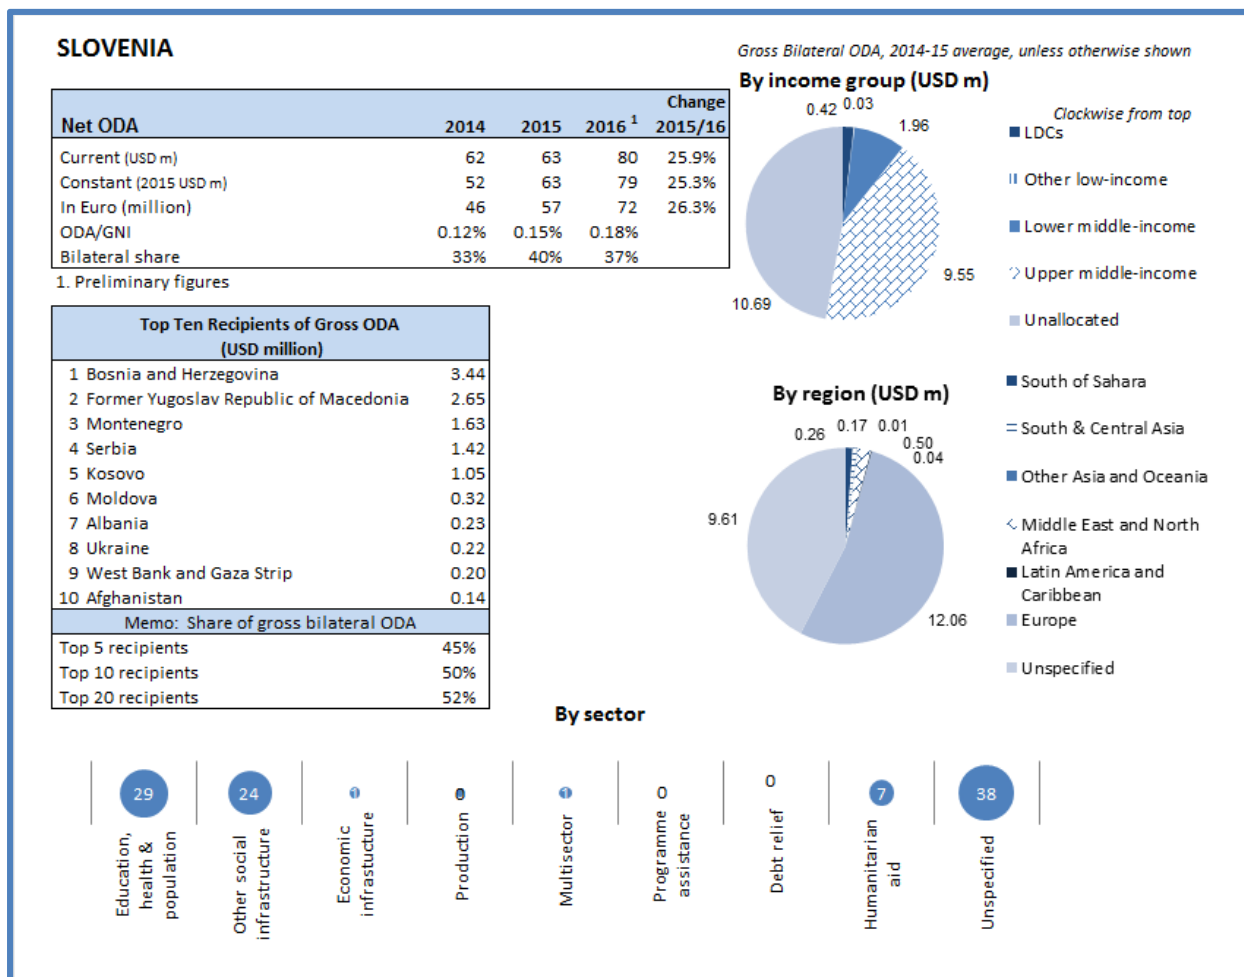 SLOVENIA
Gross Bilateral ODA, 2014-15 average, unless otherwise shown
Net ODA 2014 2015 2016 1 Change 2015/16
Current (USD m) 62 63 80 25.9%
Constant (2015 USD m) 52 63 79 25.3%
In Euro (million) 46 57 72 26.3%
ODA/GNI 0.12% 0.15% 0.18%
Bilateral share 33% 40% 37%
1. Preliminary figures
By income group (USD m)
Clockwise from top
0.42
0.03
1.96
9.55
10.69
LDCs
Other low-income
Lower middle-income
Upper middle-income
Unallocated
Top Ten Recipients of Gross ODA
(USD million)
1 Bosnia and Herzegovina 3.44
2 Former Yugoslav Republic of Macedonia 2.65
3 Montenegro 1.63
4 Serbia 1.42
5 Kosovo 1.05
6 Moldova 0.32
7 Albania 0.23
8 Ukraine 0.22
9 West Bank and Gaza Strip 0.20
10 Afghanistan 0.14
Memo: Share of gross bilateral ODA
Top 5 recipients 45%
Top 10 recipients 50%
Top 20 recipients 52%
By region (USD m)
0.26
0.17
0.01
0.50
0.04
12.06
9.61
South of Sahara
South & Central Asia
Other Asia and Oceania
Middle East and North
Africa
Latin America and
Caribbean
Europe
Unspecified
By sector
29
24
1
0
1
0
0
7
38
Education,
health &
population
Other social
infrastructure
Economic
infrastucture
Production
Multisector
Programme
assistance
Debt relief
Humanitarian
aid
Unspecified